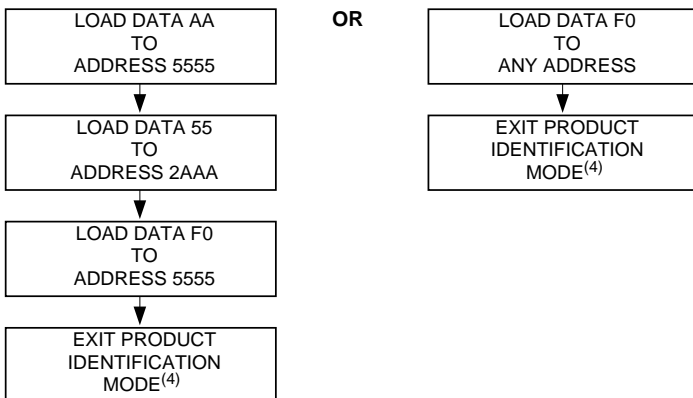 LOAD DATA AA
TO
ADDRESS 5555
LOAD DATA 55
TO
ADDRESS 2AAA
LOAD DATA F0
TO
ADDRESS 5555
EXIT PRODUCT
IDENTIFICATION
MODE(4)
OR
LOAD DATA F0
TO
ANY ADDRESS
EXIT PRODUCT
IDENTIFICATION
MODE(4)